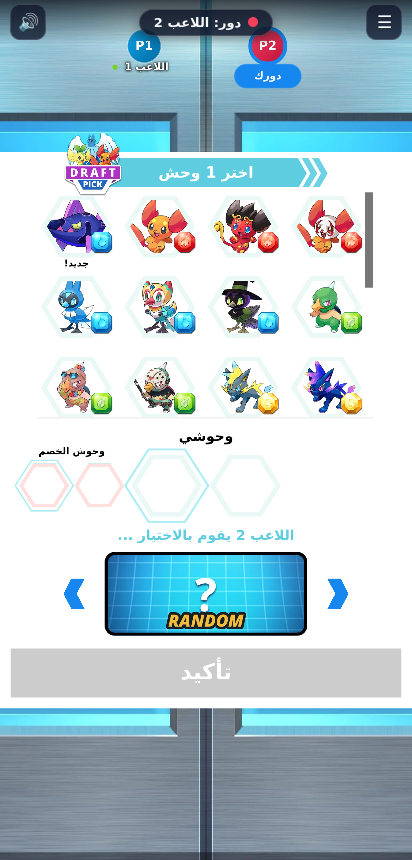 دور: اللاعب 2
P1
P2
اللاعب 1
دورك
DRAFT
PICK
اختر 1 وحش
جديد!
وحوشي
وحوش الخصم
اللاعب 2 يقوم بالاختيار ...
?
RANDOM
تأكيد